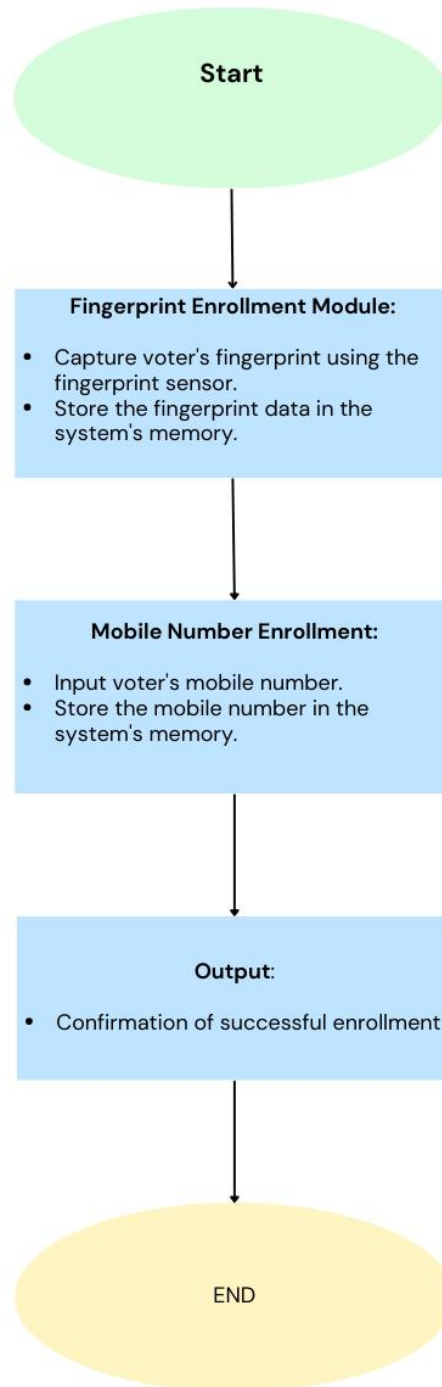 Start
Fingerprint Enrollment Module:
• Capture voter's fingerprint using the
fingerprint sensor.
• Store the fingerprint data in the
system's memory.
Mobile Number Enrollment:
• Input voter's mobile number.
• Store the mobile number in the
system's memory.
Output:
• Confirmation of successful enrollment
END